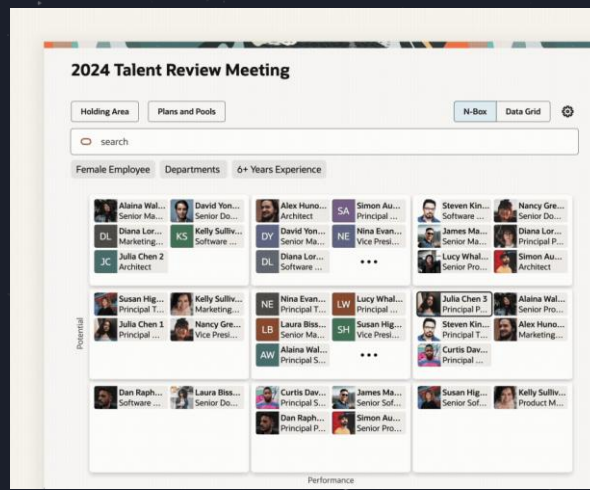 2024 Talent Review Meeting
Holding Area
Plans and Pools
N-Box
Data Grid
search
Female Employee
Departments
6+ Years Experience
Alaina Wal...
Senior Ma...
David Yon...
Senior Do...
DL
Diana Lor...
Marketing...
KS
Kelly Sulliv...
Software ...
JC
Julia Chen 2
Architect
Alex Huno...
Architect
SA
Simon Au...
Principal ...
DY
David Yon...
Senior Ma...
NE
Nina Evan...
Vice Presi...
DL
Diana Lor...
Software ...
•••
Steven Kin...
Software ...
Nancy Gre...
Senior Do...
James Ma...
Senior Ma...
Diana Lor...
Principal P...
Lucy Whal...
Senior Pro...
Simon Au...
Architect
Potential
Susan Hig...
Principal T...
Kelly Sulliv...
Marketing...
Julia Chen 1
Principal ...
Nancy Gre...
Vice Presi...
NE
Nina Evan...
Principal T...
LW
Lucy Whal...
Principal ...
LB
Laura Biss...
Senior Ma...
SH
Susan Hig...
Vice Presi...
AW
Alaina Wal...
Principal S...
•••
Julia Chen 3
Principal P...
Alaina Wal...
Senior Pro...
Steven Kin...
Principal T...
Alex Huno...
Marketing...
Curtis Dav...
Principal ...
Dan Raph...
Software ...
Laura Biss...
Senior Do...
Curtis Dav...
Principal S...
James Ma...
Senior Sof...
Dan Raph...
Principal P...
Simon Au...
Senior Pro...
Susan Hig...
Senior Sof...
Kelly Sulliv...
Product M...
Performance